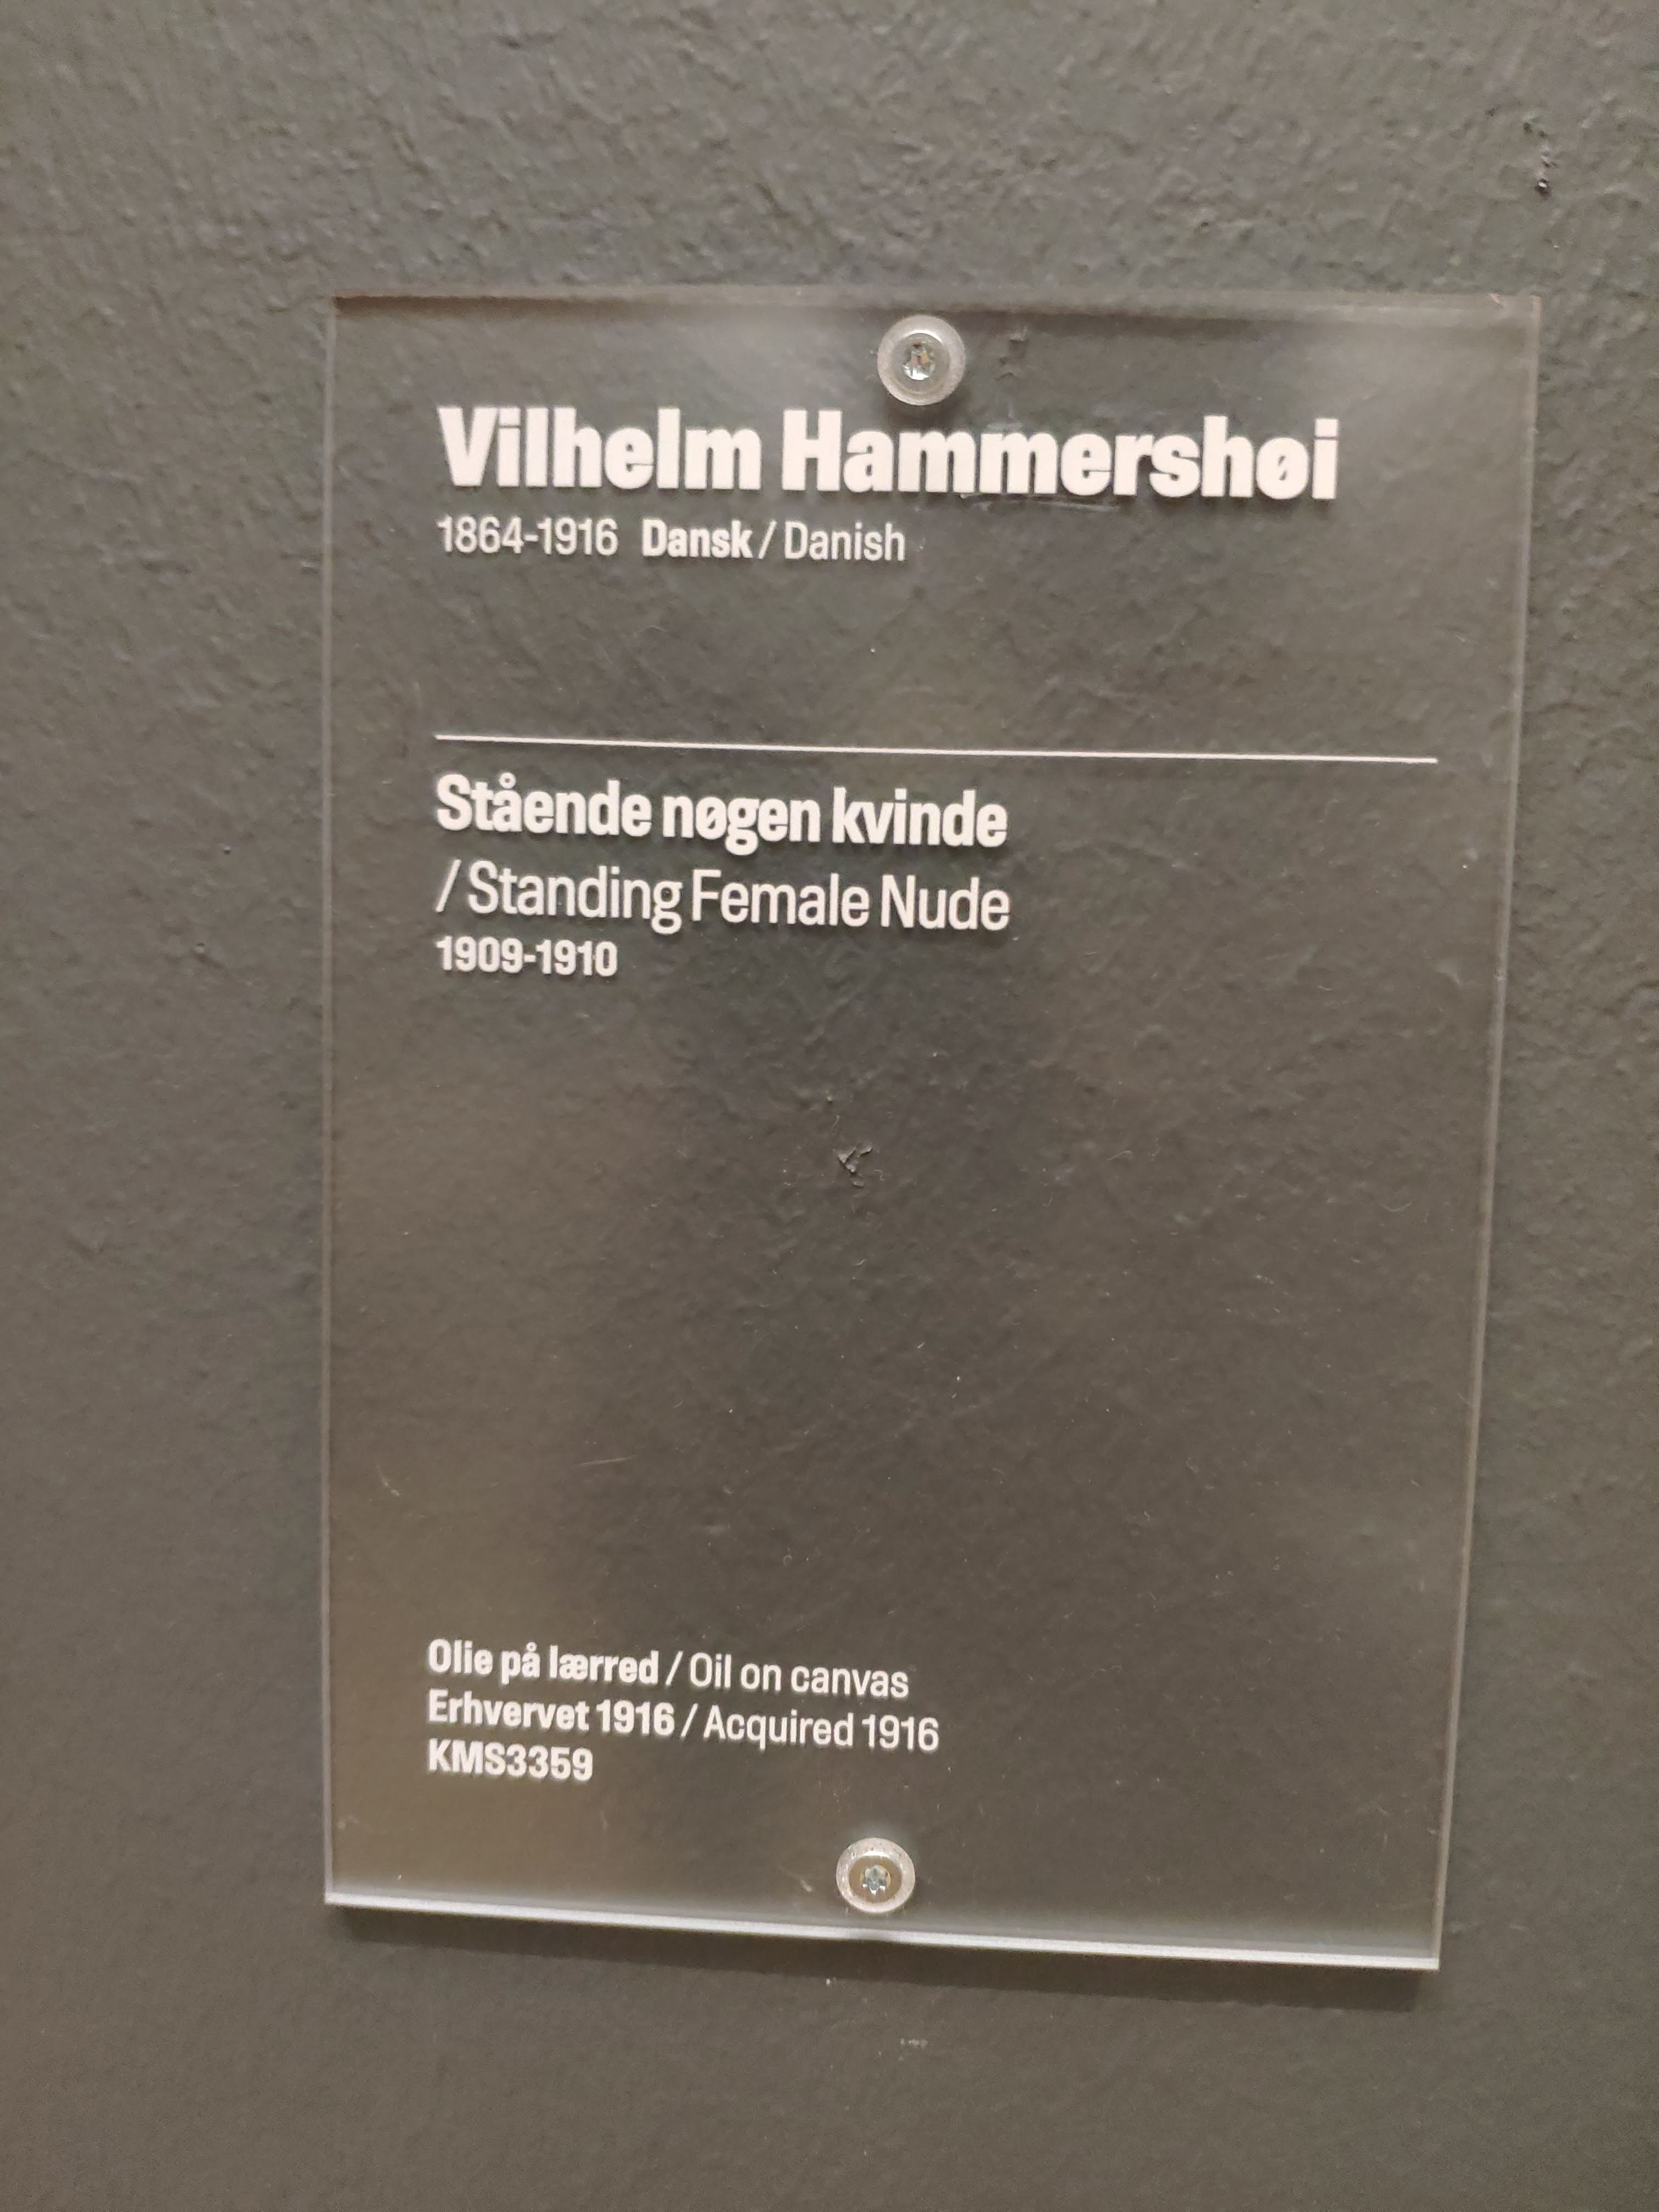 Vilhelm Hammershøi
1864-1916 Dansk / Danish
Stående nøgen kvinde
/ Standing Female Nude
1909-1910
Olie på lærred / Oil on canvas
Erhvervet 1916 / Acquired 1916
KMS3359